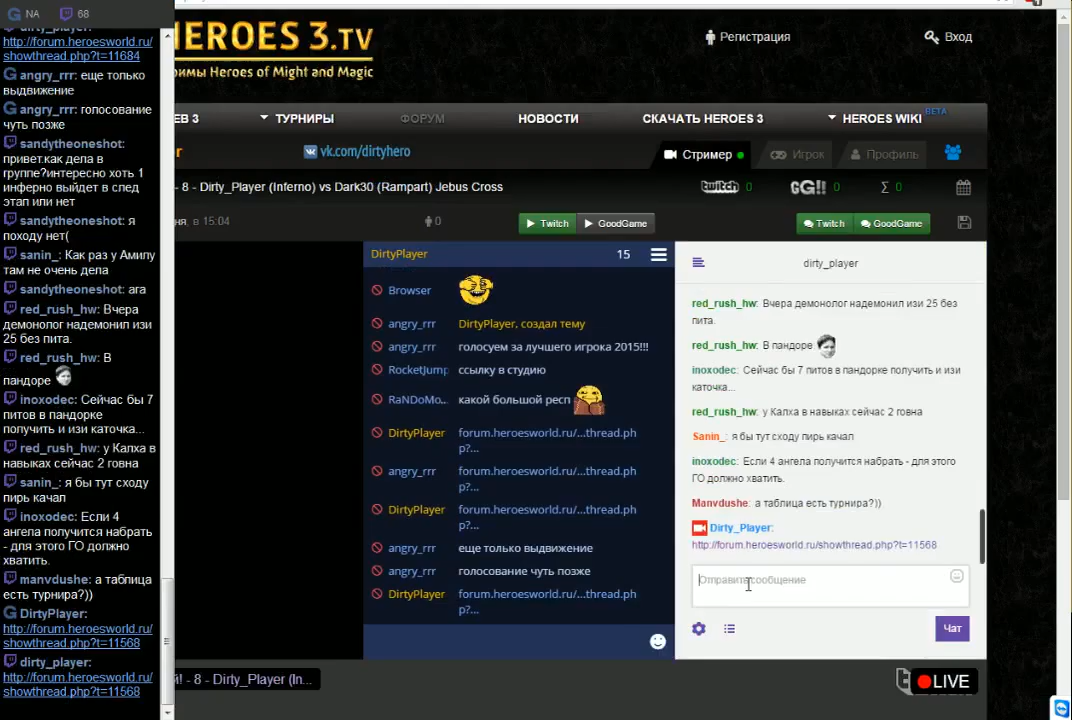 NA 68
dirty_player:
http://forum.heroesworld.ru/
showthread.php?t=11684
angry_rrr: еще только
выдвижение
angry_rrr: голосование
чуть позже
sandytheoneshot:
привет.как дела в
группе?интересно хоть 1
инферно выйдет в след
этап или нет
sandytheoneshot: я
походу нет(
sanin_: Как раз у Амилу
там не очень дела
sandytheoneshot: ага
red_rush_hw: Вчера
демонолог надемонил изи
25 без пита.
red_rush_hw: В
пандоре
inoxodec: Сейчас бы 7
питов в пандорке
получить и изи каточка...
red_rush_hw: у Калха в
навыках сейчас 2 говна
sanin_: я бы тут сходу
пирь качал
inoxodec: Если 4
ангела получится набрать
- для этого ГО должно
хватить.
manvdushe: а таблица
есть турнира?))
DirtyPlayer:
http://forum.heroesworld.ru/
showthread.php?t=11568
dirty_player:
http://forum.heroesworld.ru/
showthread.php?t=11568
HEROES 3.TV
римы Heroes of Might and Magic
Регистрация
Вход
ЕВ 3
ТУРНИРЫ
ФОРУМ
НОВОСТИ
СКАЧАТЬ HEROES 3
HEROES WIKI
BETA
r
vk.com/dirtyhero
Стример
Игрок
Профиль
- 8 - Dirty_Player (Inferno) vs Dark30 (Rampart) Jebus Cross
twitch 0
GG!! 0
Σ 0
ня, в 15:04
0
Twitch
GoodGame
Twitch
GoodGame
DirtyPlayer 15
Browser
angry_rrr DirtyPlayer, создал тему
angry_rrr голосуем за лучшего игрока 2015!!!
RocketJump ссылку в студию
RaNDoMo... какой большой респ
DirtyPlayer forum.heroesworld.ru/...thread.ph
p?...
angry_rrr forum.heroesworld.ru/...thread.ph
p?...
DirtyPlayer forum.heroesworld.ru/...thread.ph
p?...
angry_rrr еще только выдвижение
angry_rrr голосование чуть позже
DirtyPlayer forum.heroesworld.ru/...thread.ph
p?...
dirty_player
red_rush_hw: Вчера демонолог надемонил изи 25 без
пита.
red_rush_hw: В пандоре
inoxodec: Сейчас бы 7 питов в пандорке получить и изи
каточка...
red_rush_hw: у Калха в навыках сейчас 2 говна
Sanin_: я бы тут сходу пирь качал
inoxodec: Если 4 ангела получится набрать - для этого
ГО должно хватить.
Manvdushe: а таблица есть турнира?))
Dirty_Player:
http://forum.heroesworld.ru/showthread.php?t=11568
Отправить сообщение
Чат
й! - 8 - Dirty_Player (In...
LIVE